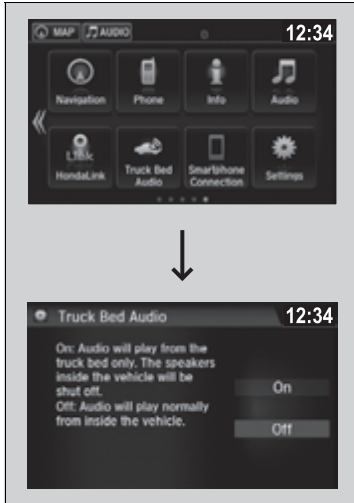 MAP AUDIO 12:34
Navigation Phone Info Audio
Link
HondaLink Truck Bed Smartphone Settings
Audio Connection
Truck Bed Audio 12:34
On: Audio will play from the
truck bed only. The speakers
inside the vehicle will be
shut off.
Off: Audio will play normally
from inside the vehicle.
On
Off